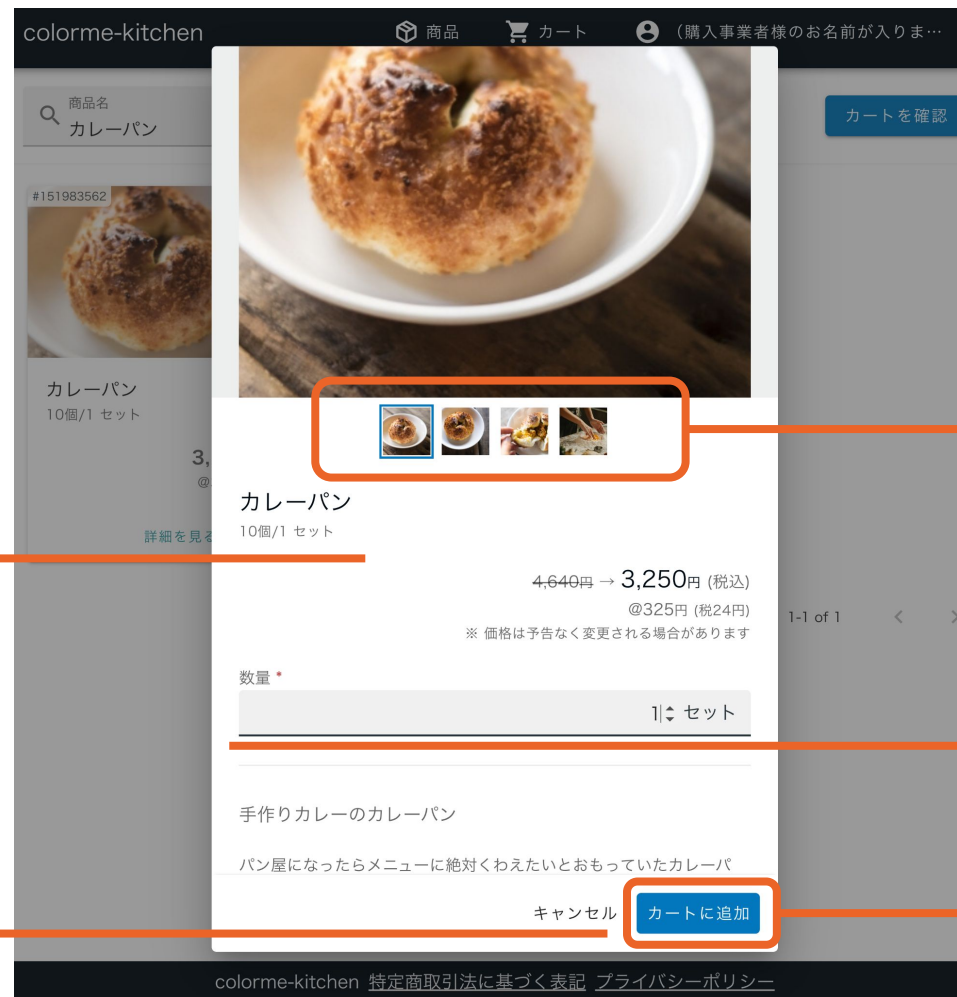 colorme-kitchen
商品
カート
（購入事業者様のお名前が入りま…
商品名
カレーパン
カートを確認
#151983562
カレーパン
10個/1 セット
3,
@
詳細を見る
カレーパン
10個/1 セット
4,640円 → 3,250円 (税込)
@325円 (税24円)
※ 価格は予告なく変更される場合があります
1-1 of 1
数量 *
1 セット
手作りカレーのカレーパン
パン屋になったらメニューに絶対くわえたいとおもっていたカレーパ
キャンセル
カートに追加
colorme-kitchen 特定商取引法に基づく表記 プライバシーポリシー